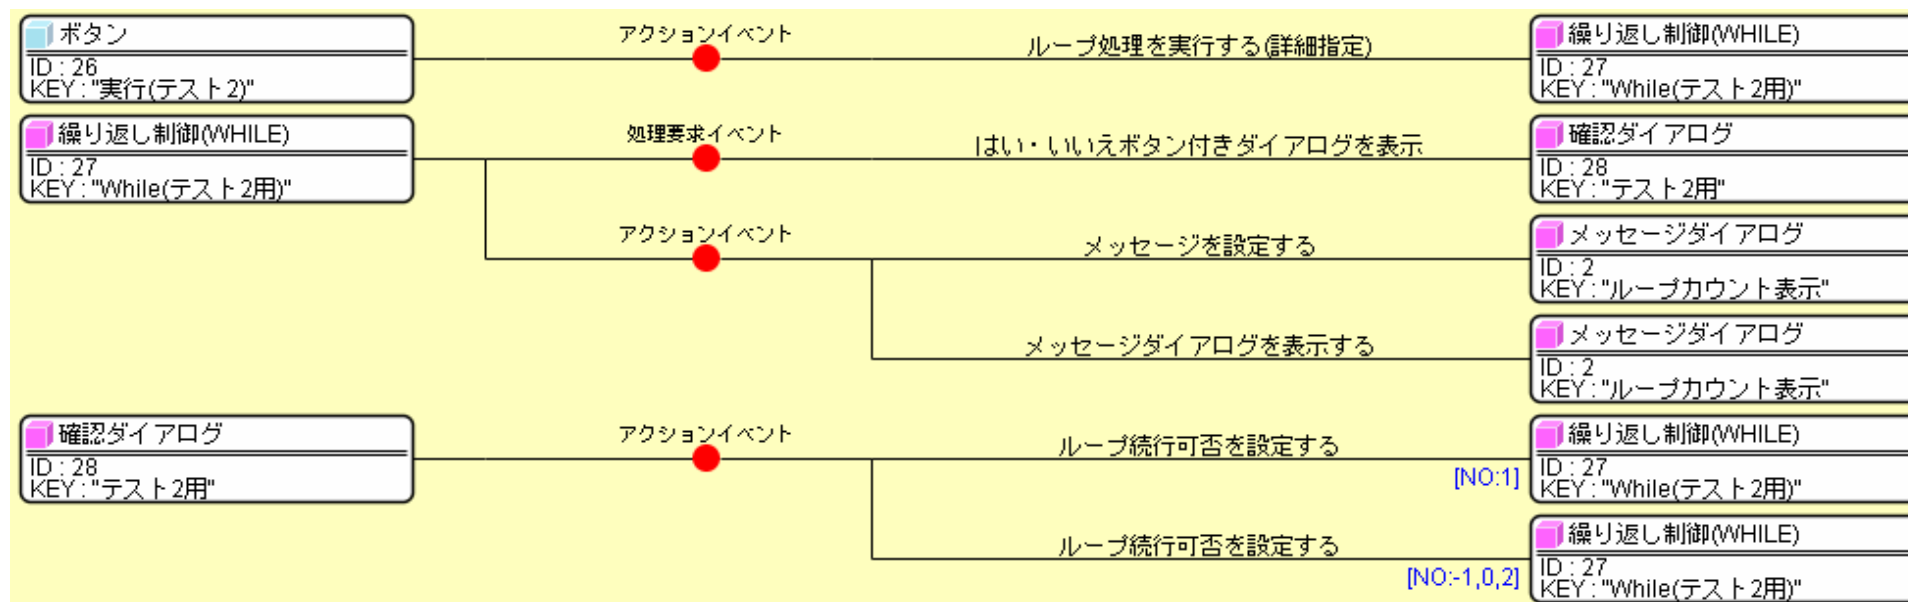 ボタン
ID : 26
KEY : "実行(テスト2)"
アクションイベント
ループ処理を実行する(詳細指定)
繰り返し制御(WHILE)
ID : 27
KEY : "While(テスト2用)"
繰り返し制御(WHILE)
ID : 27
KEY : "While(テスト2用)"
処理要求イベント
はい・いいえボタン付きダイアログを表示
確認ダイアログ
ID : 28
KEY : "テスト2用"
アクションイベント
メッセージを設定する
メッセージダイアログ
ID : 2
KEY : "ループカウント表示"
メッセージダイアログを表示する
メッセージダイアログ
ID : 2
KEY : "ループカウント表示"
確認ダイアログ
ID : 28
KEY : "テスト2用"
アクションイベント
ループ続行可否を設定する
[NO:1]
繰り返し制御(WHILE)
ID : 27
KEY : "While(テスト2用)"
ループ続行可否を設定する
[NO:-1,0,2]
繰り返し制御(WHILE)
ID : 27
KEY : "While(テスト2用)"